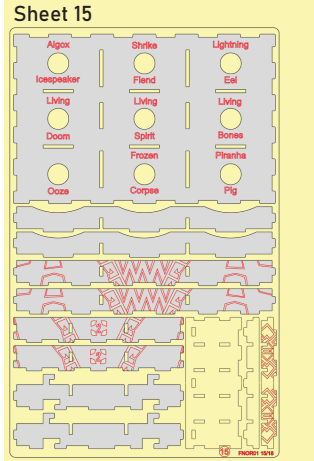 Sheet 15
Algox Shrike Lightning
Icespeaker Fiend Eel
Living Living Living
Doom Spirit Bones
Frozen Piranha
Ooze Corpse Pig
15 FNOR01 15/18